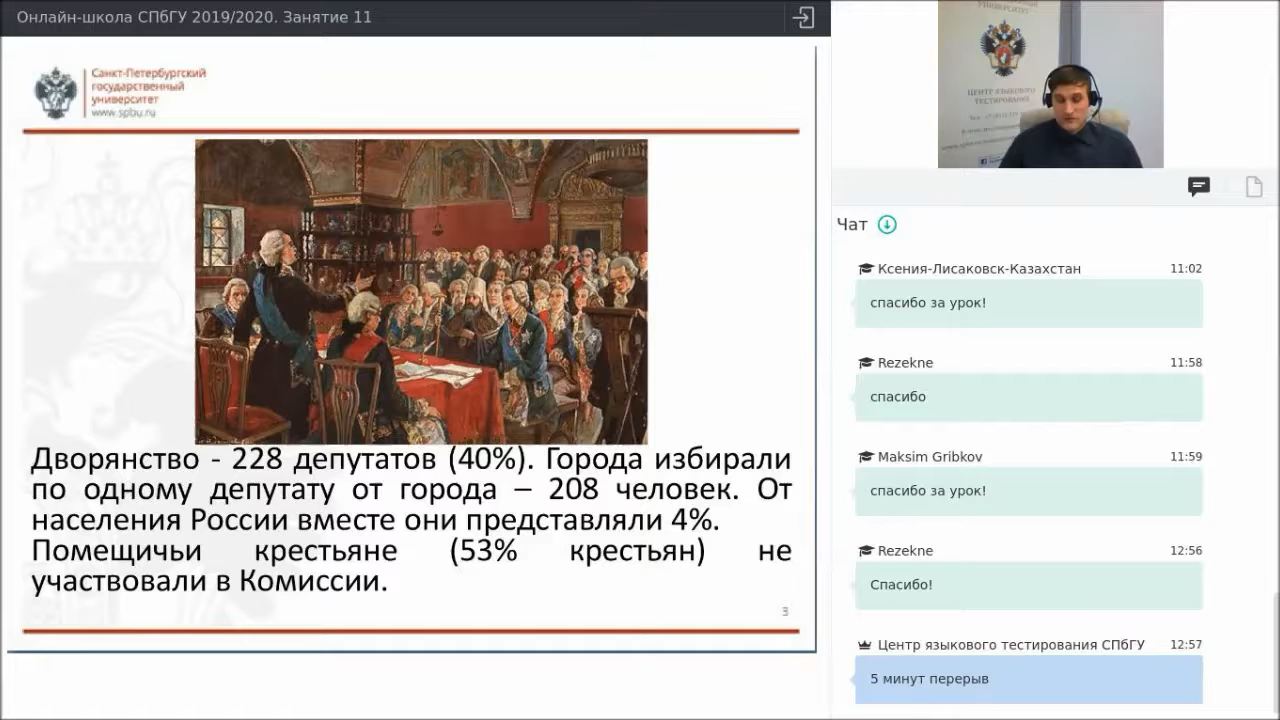 Онлайн-школа СПбГУ 2019/2020. Занятие 11
Санкт-Петербургский
государственный
университет
www.spbu.ru
Дворянство - 228 депутатов (40%). Города избирали
по одному депутату от города – 208 человек. От
населения России вместе они представляли 4%.
Помещичьи крестьяне (53% крестьян) не
участвовали в Комиссии.
3
ЦЕНТР ЯЗЫКОВОГО
ТЕСТИРОВАНИЯ
Чат
Ксения-Лисаковск-Казахстан 11:02
спасибо за урок!
Rezekne 11:58
спасибо
Maksim Gribkov 11:59
спасибо за урок!
Rezekne 12:56
Спасибо!
Центр языкового тестирования СПбГУ 12:57
5 минут перерыв